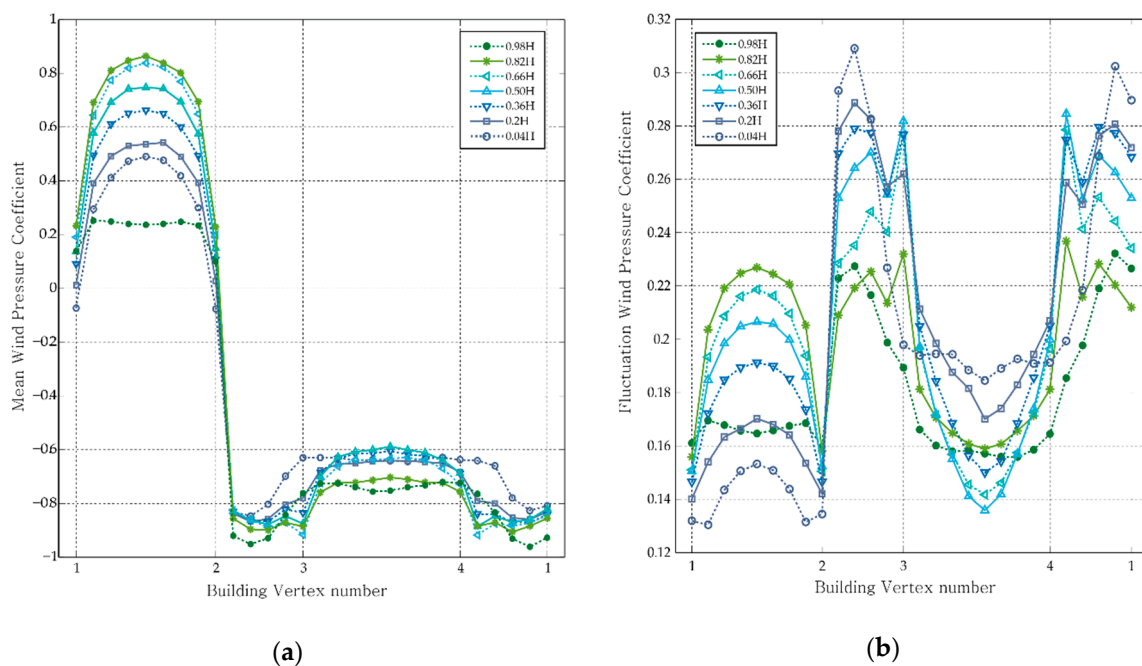 1
0.8
0.6
0.4
0.2
0
−0.2
−0.4
−0.6
−0.8
−1
Mean Wind Pressure Coefficient
0.98H
0.82H
0.66H
0.50H
0.36H
0.2H
0.04H
1 2 3 4 1
Building Vertex number
(a)
0.32
0.3
0.28
0.26
0.24
0.22
0.2
0.18
0.16
0.14
0.12
Fluctuation Wind Pressure Coefficient
0.98H
0.82H
0.66H
0.50H
0.36H
0.2H
0.04H
1 2 3 4 1
Building Vertex number
(b)